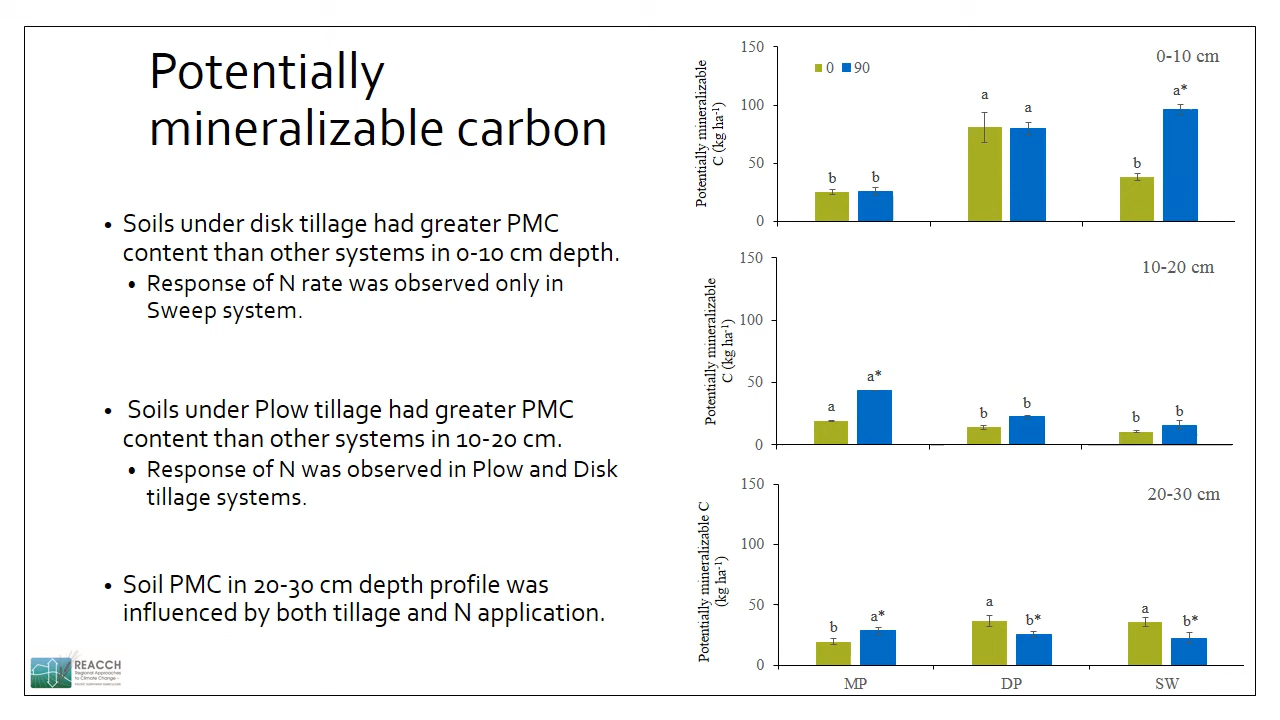 Potentially
mineralizable carbon
• Soils under disk tillage had greater PMC
content than other systems in 0-10 cm depth.
• Response of N rate was observed only in
Sweep system.
• Soils under Plow tillage had greater PMC
content than other systems in 10-20 cm.
• Response of N was observed in Plow and Disk
tillage systems.
• Soil PMC in 20-30 cm depth profile was
influenced by both tillage and N application.
REACCH
Regional Approaches
to Climate Change –
Potentially mineralizable
C (kg ha-1)
150
100
50
0
0 90
0-10 cm
b b a a b a*
Potentially mineralizable
C (kg ha-1)
150
100
50
0
10-20 cm
a a* b b b b
Potentially mineralizable C
(kg ha-1)
150
100
50
0
20-30 cm
b a* a b* a b*
MP DP SW